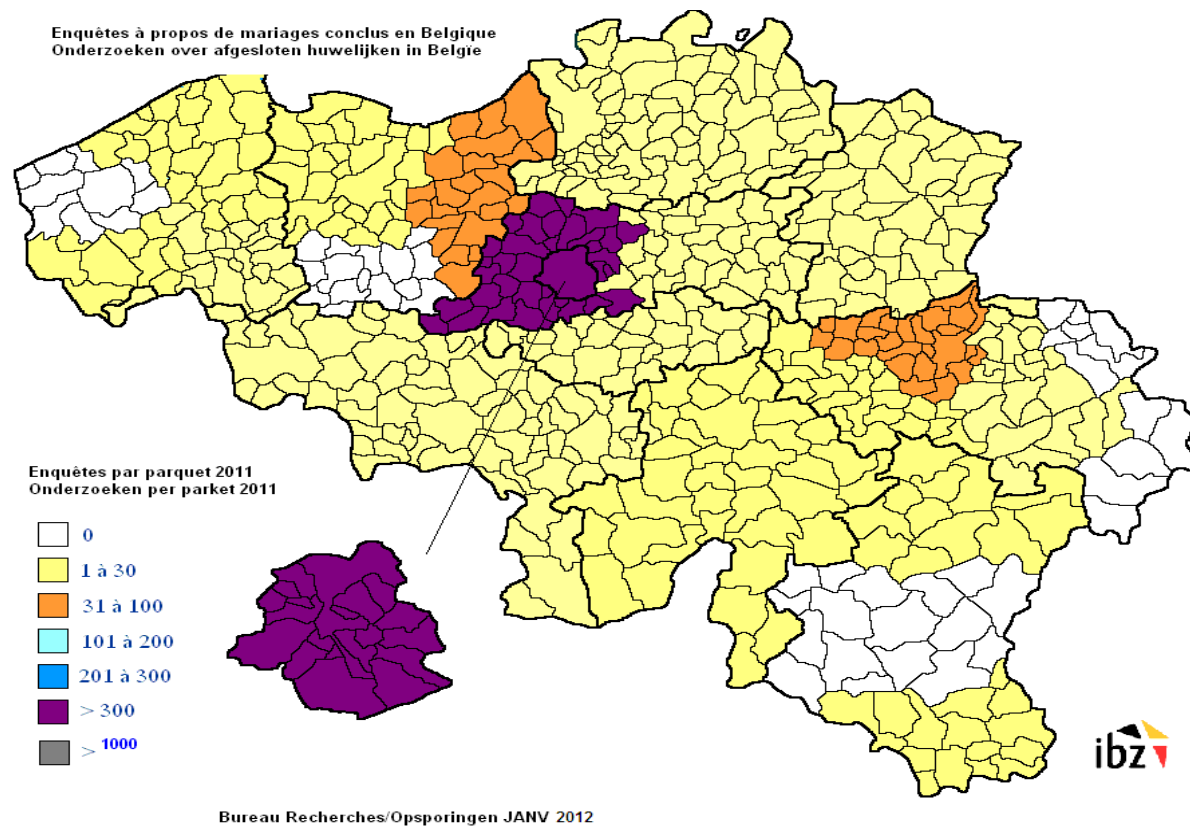 Enquêtes à propos de mariages conclus en Belgique
Onderzoeken over afgesloten huwelijken in Belgïe
Enquêtes par parquet 2011
Onderzoeken per parket 2011
0
1 à 30
31 à 100
101 à 200
201 à 300
> 300
> 1000
ibz
Bureau Recherches/Opsporingen JANV 2012